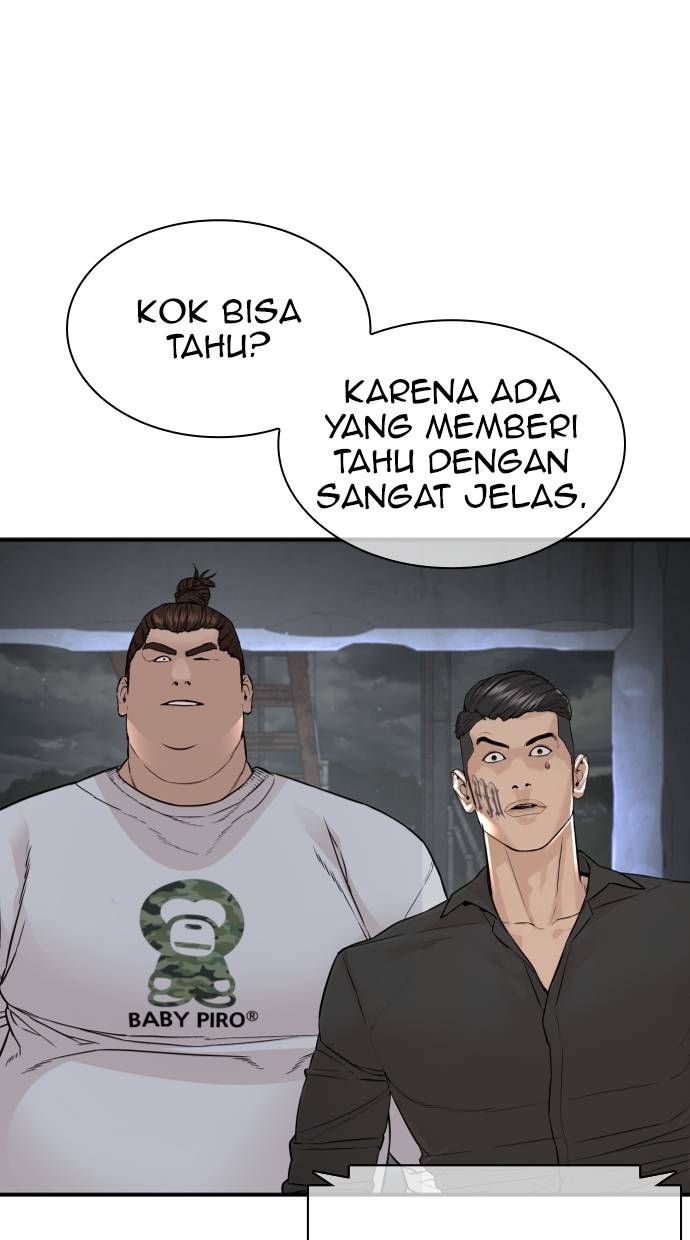 KOK BISA
TAHU?
KARENA ADA
YANG MEMBERI
TAHU DENGAN
SANGAT JELAS.
BABY PIRO®